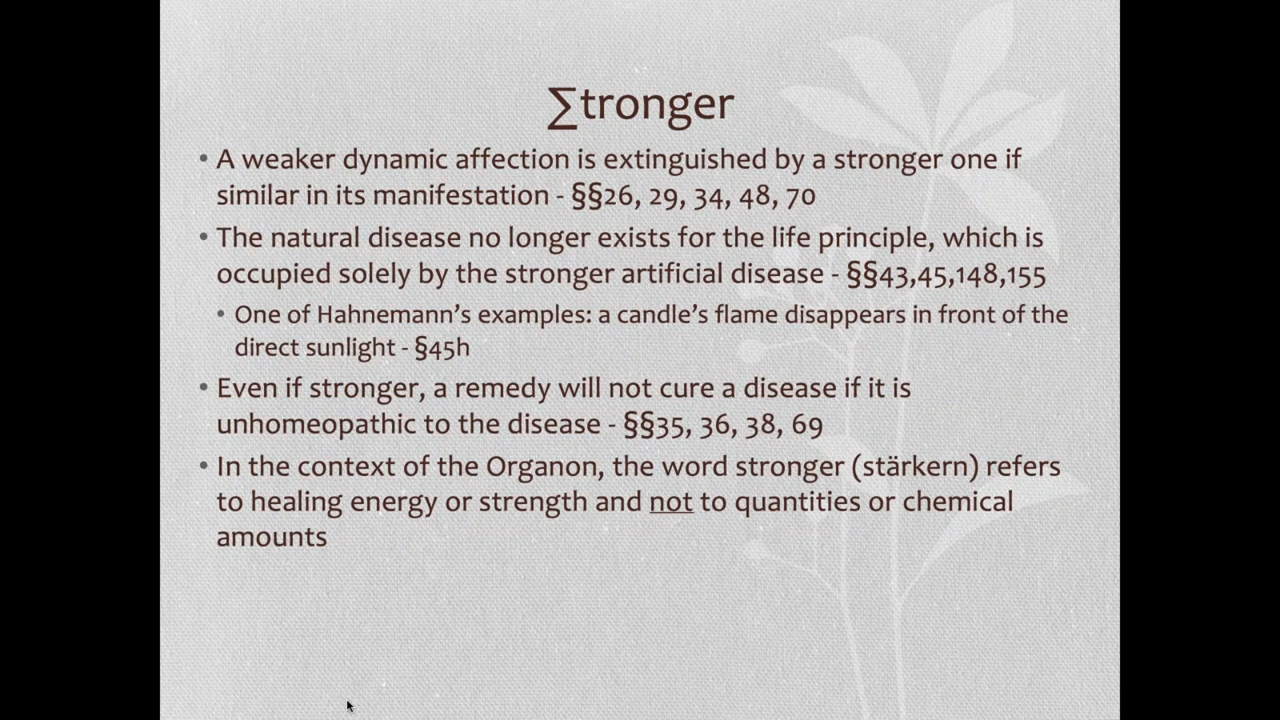 ∑tronger
• A weaker dynamic affection is extinguished by a stronger one if
similar in its manifestation - §§26, 29, 34, 48, 70
• The natural disease no longer exists for the life principle, which is
occupied solely by the stronger artificial disease - §§43,45,148,155
• One of Hahnemann’s examples: a candle’s flame disappears in front of the
direct sunlight - §45h
• Even if stronger, a remedy will not cure a disease if it is
unhomeopathic to the disease - §§35, 36, 38, 69
• In the context of the Organon, the word stronger (stärkern) refers
to healing energy or strength and not to quantities or chemical
amounts